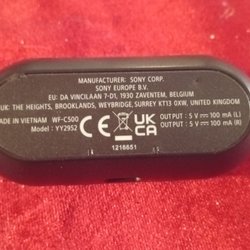 MANUFACTURER: SONY CORP.
SONY EUROPE B.V.
EU: DA VINCILAAN 7-D1, 1930 ZAVENTEM, BELGIUM
UK: THE HEIGHTS, BROOKLANDS, WEYBRIDGE, SURREY KT13 0XW, UNITED KINGDOM
MADE IN VIETNAM WF-C500 CE UK CA OUTPUT : 5 V⎓ 100 mA (L)
Model: YY2952 OUTPUT : 5 V⎓ 100 mA (R)
1216651